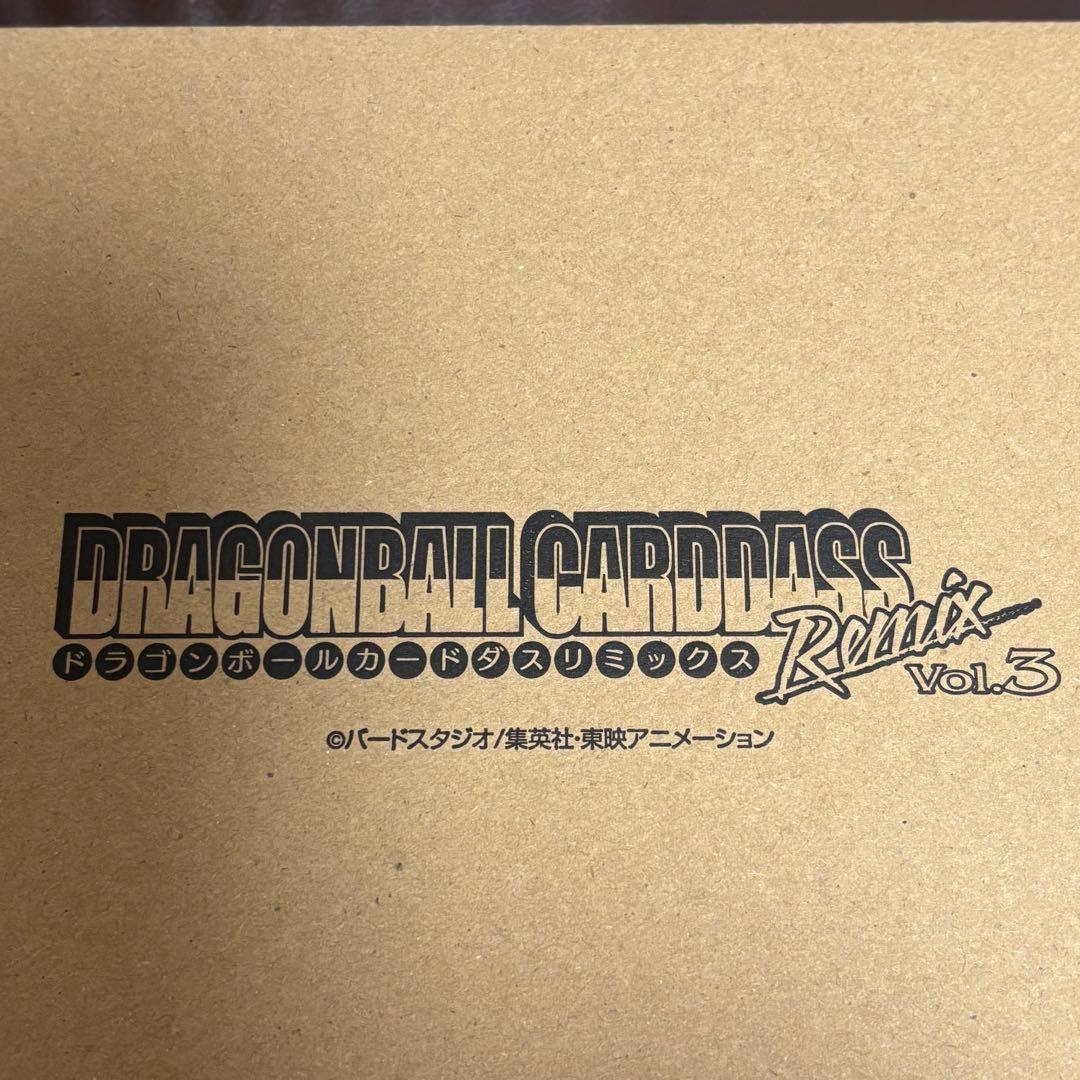 DRAGONBALL CARDDASS Remix Vol.3
ドラゴンボールカードダスリミックス
©バードスタジオ/集英社・東映アニメーション